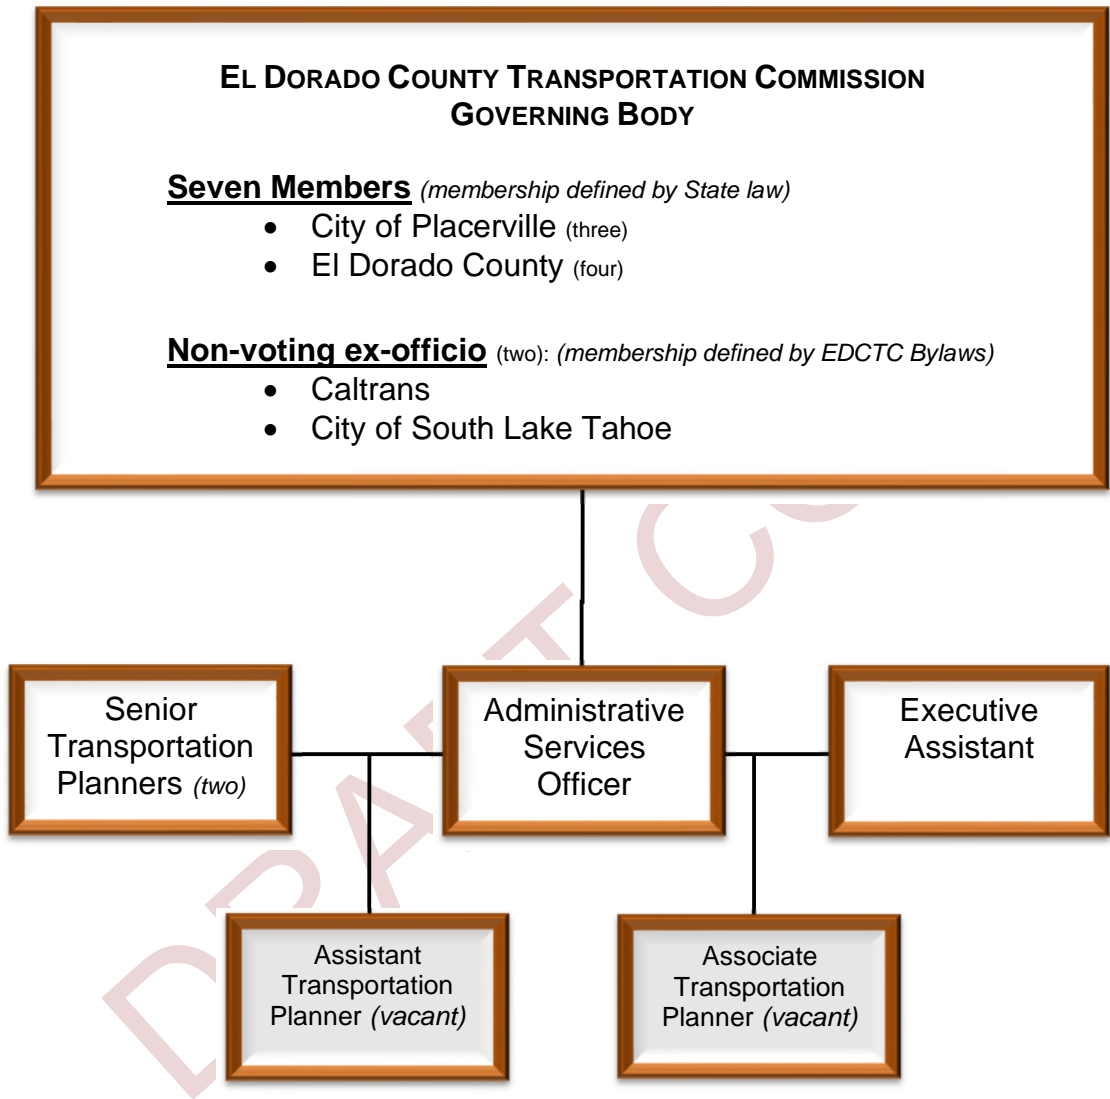 EL DORADO COUNTY TRANSPORTATION COMMISSION
GOVERNING BODY
Seven Members (membership defined by State law)
• City of Placerville (three)
• El Dorado County (four)
Non-voting ex-officio (two): (membership defined by EDCTC Bylaws)
• Caltrans
• City of South Lake Tahoe
Senior
Transportation
Planners (two)
Administrative
Services
Officer
Executive
Assistant
Assistant
Transportation
Planner (vacant)
Associate
Transportation
Planner (vacant)
DRAFT